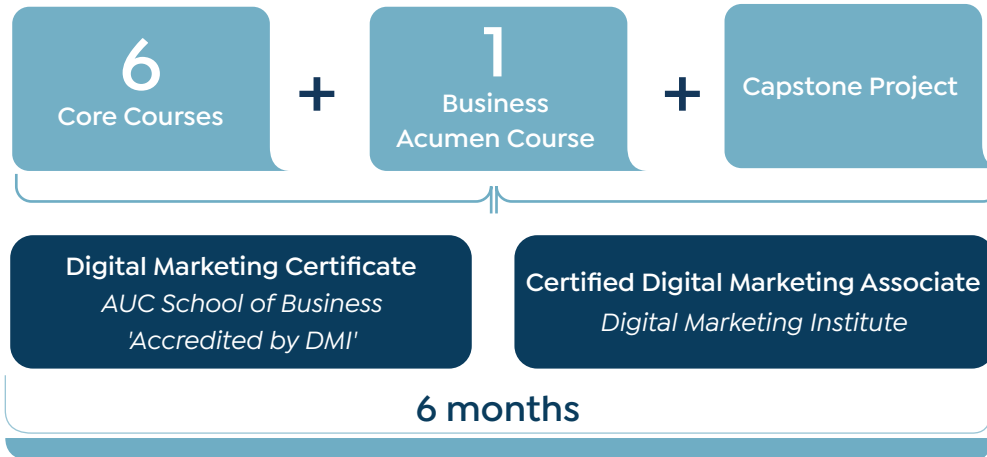 6
Core Courses
+
1
Business
Acumen Course
+
Capstone Project
Digital Marketing Certificate
AUC School of Business
'Accredited by DMI'
Certified Digital Marketing Associate
Digital Marketing Institute
6 months